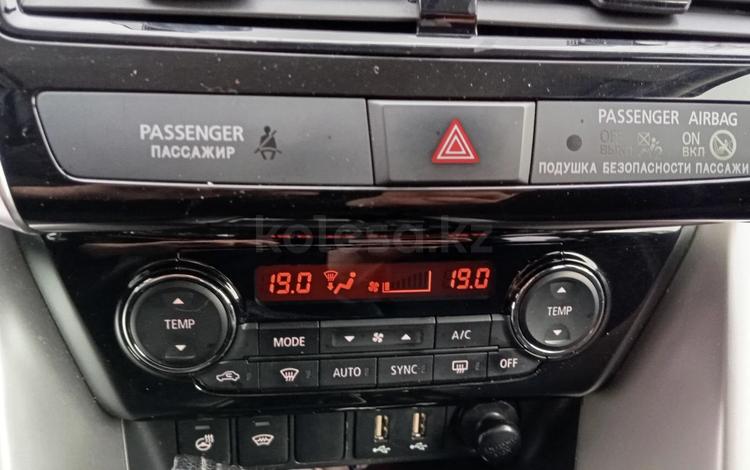 PASSENGER
ПАССАЖИР
PASSENGER AIRBAG
OFF
ВЫКЛ
ON
ВКЛ
ПОДУШКА БЕЗОПАСНОСТИ ПАССАЖИ
kolesa.kz
19.0
19.0
TEMP
TEMP
MODE
A/C
AUTO
SYNC
OFF